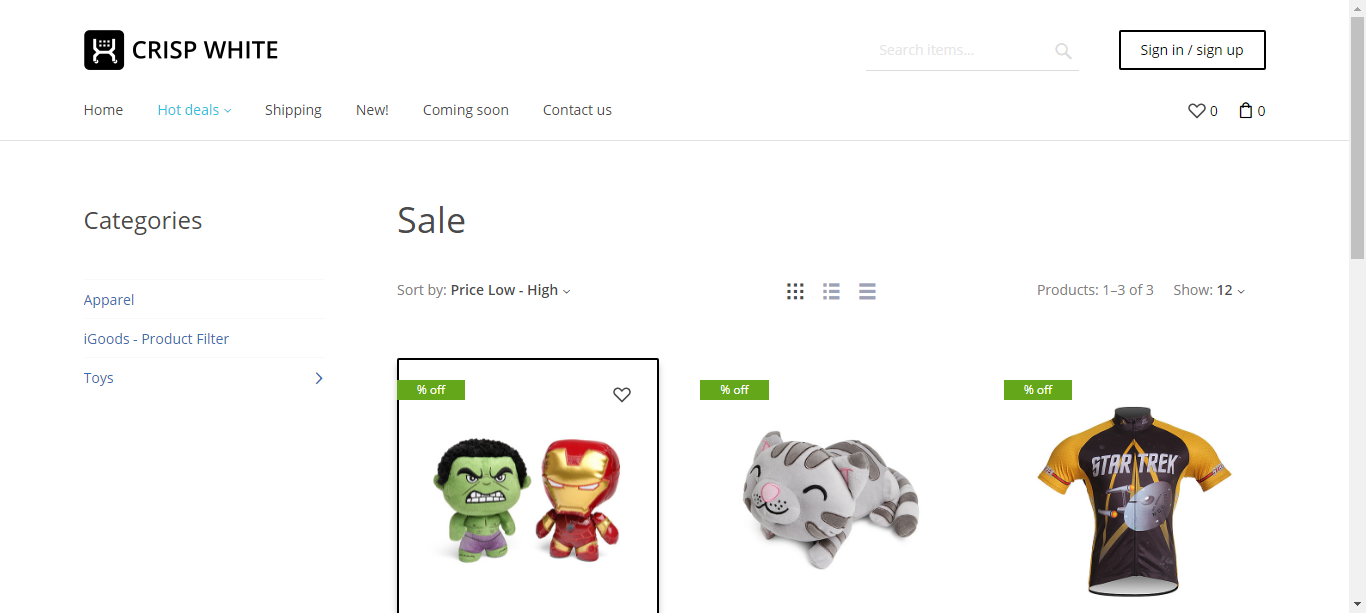 CRISP WHITE
Search items...
Sign in / sign up
Home
Hot deals
Shipping
New!
Coming soon
Contact us
0
0
Categories
Apparel
iGoods - Product Filter
Toys
Sale
Sort by: Price Low - High
Products: 1–3 of 3
Show: 12
% off
% off
% off
STAR TREK